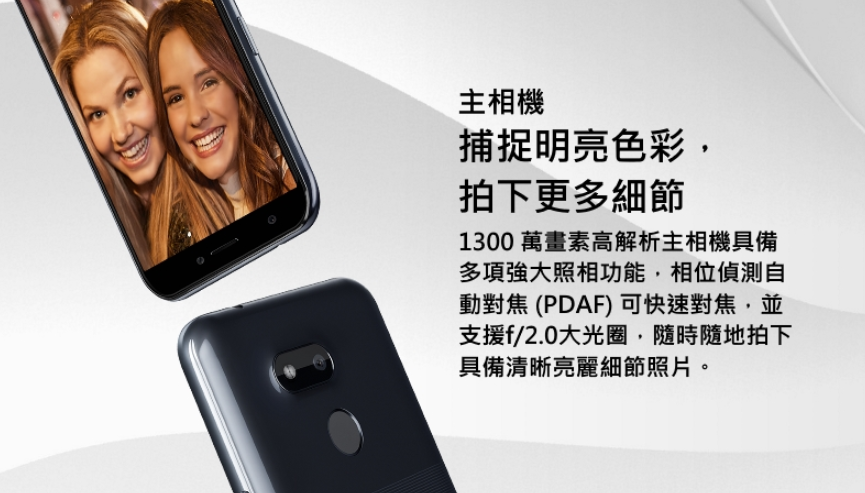 主相機
捕捉明亮色彩，
拍下更多細節
1300 萬畫素高解析主相機具備
多項強大照相功能，相位偵測自
動對焦 (PDAF) 可快速對焦，並
支援f/2.0大光圈，隨時隨地拍下
具備清晰亮麗細節照片。